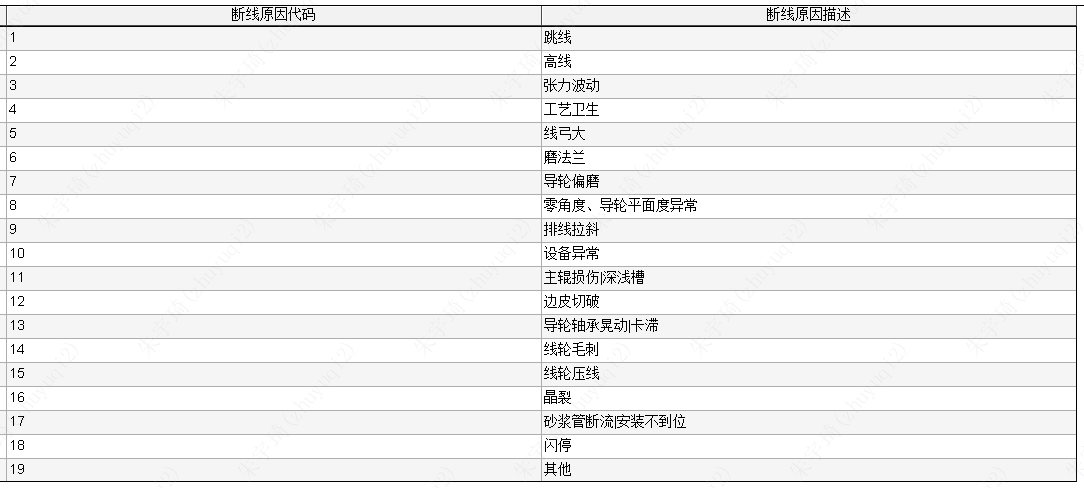 断线原因代码 断线原因描述
1 跳线
2 高线
3 张力波动
4 工艺卫生
5 线弓大
6 磨法兰
7 导轮偏磨
8 零角度、导轮平面度异常
9 排线拉斜
10 设备异常
11 主辊损伤|深浅槽
12 边皮切破
13 导轮轴承晃动|卡滞
14 线轮毛刺
15 线轮压线
16 晶裂
17 砂浆管断流|安装不到位
18 闪停
19 其他